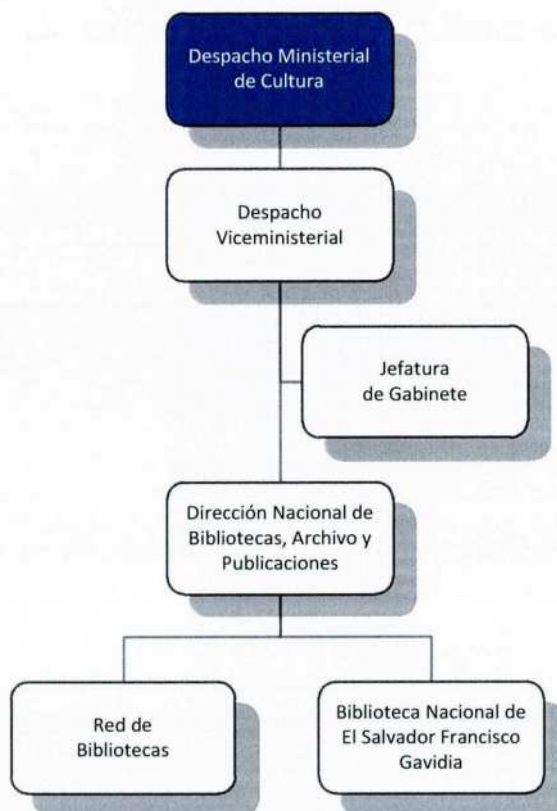 Despacho Ministerial
de Cultura
Despacho
Viceministerial
Jefatura
de Gabinete
Dirección Nacional de
Bibliotecas, Archivo y
Publicaciones
Red de
Bibliotecas
Biblioteca Nacional de
El Salvador Francisco
Gavidia